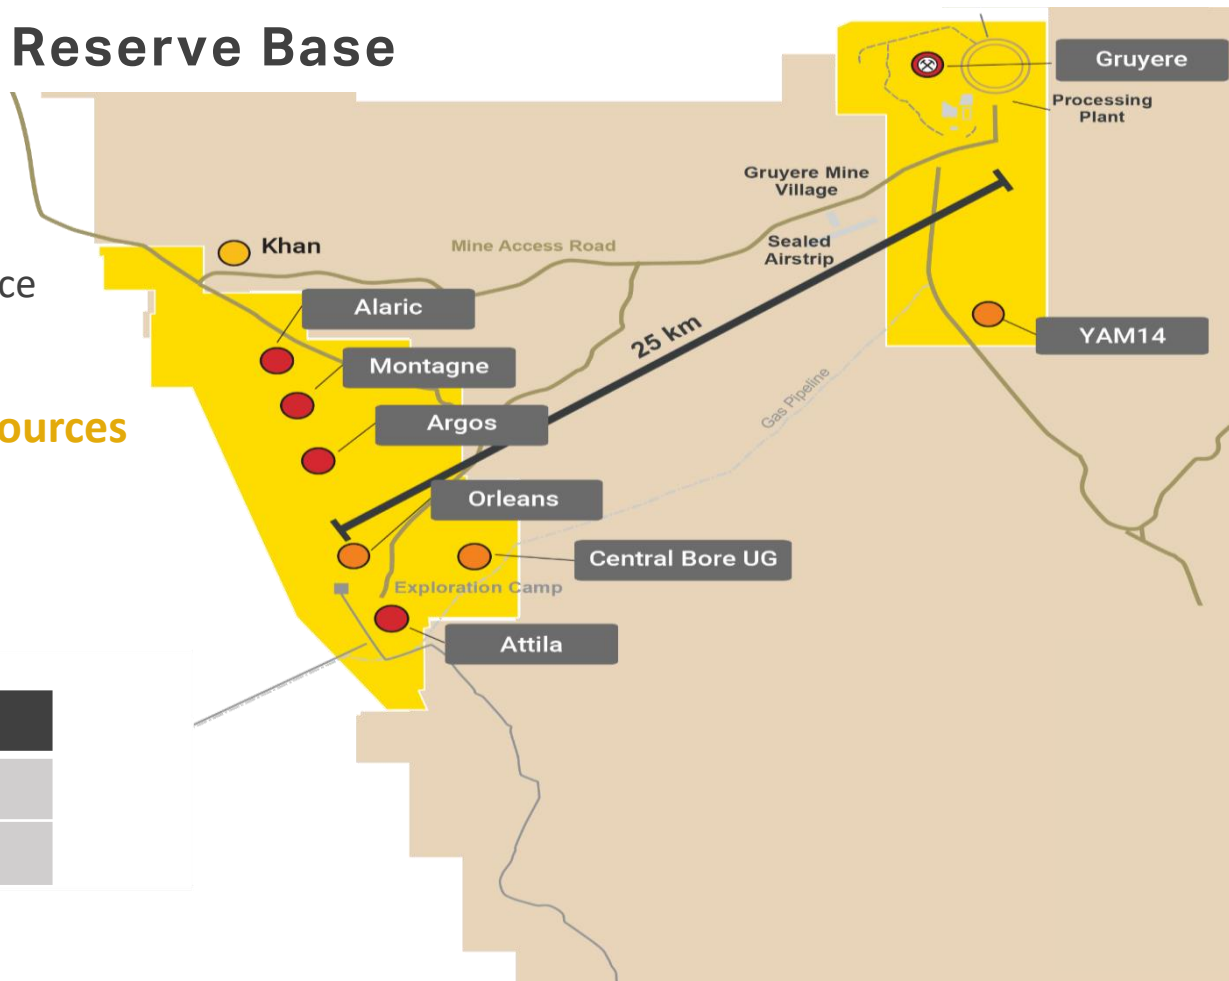 Reserve Base
Gruyere
Processing
Plant
Gruyere Mine
Village
Khan
Mine Access Road
Sealed
Airstrip
ce
Alaric
25 km
YAM14
Montagne
Gas Pipeline
Argos
ources
Orleans
Central Bore UG
Exploration Camp
Attila